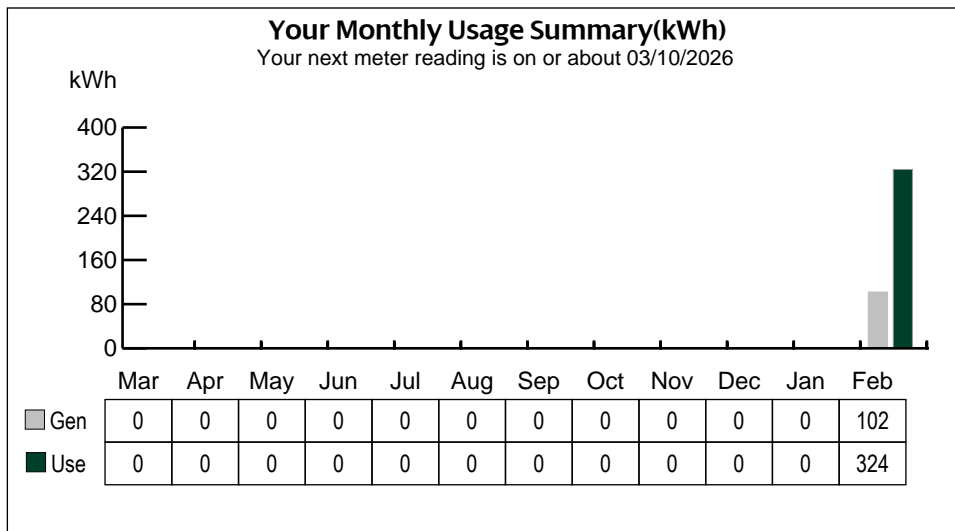 Your Monthly Usage Summary(kWh)
Your next meter reading is on or about 03/10/2026
kWh
400
320
240
160
80
0
Mar Apr May Jun Jul Aug Sep Oct Nov Dec Jan Feb
Gen 0 0 0 0 0 0 0 0 0 0 0 102
Use 0 0 0 0 0 0 0 0 0 0 0 324